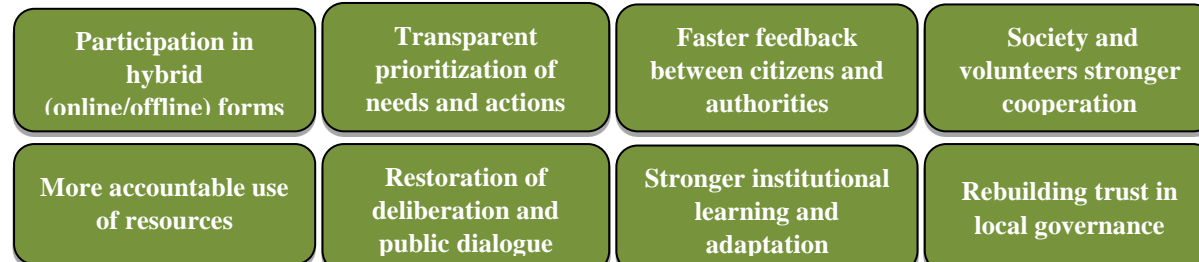 Participation in
hybrid
(online/offline) forms
Transparent
prioritization of
needs and actions
Faster feedback
between citizens and
authorities
Society and
volunteers stronger
cooperation
More accountable use
of resources
Restoration of
deliberation and
public dialogue
Stronger institutional
learning and
adaptation
Rebuilding trust in
local governance